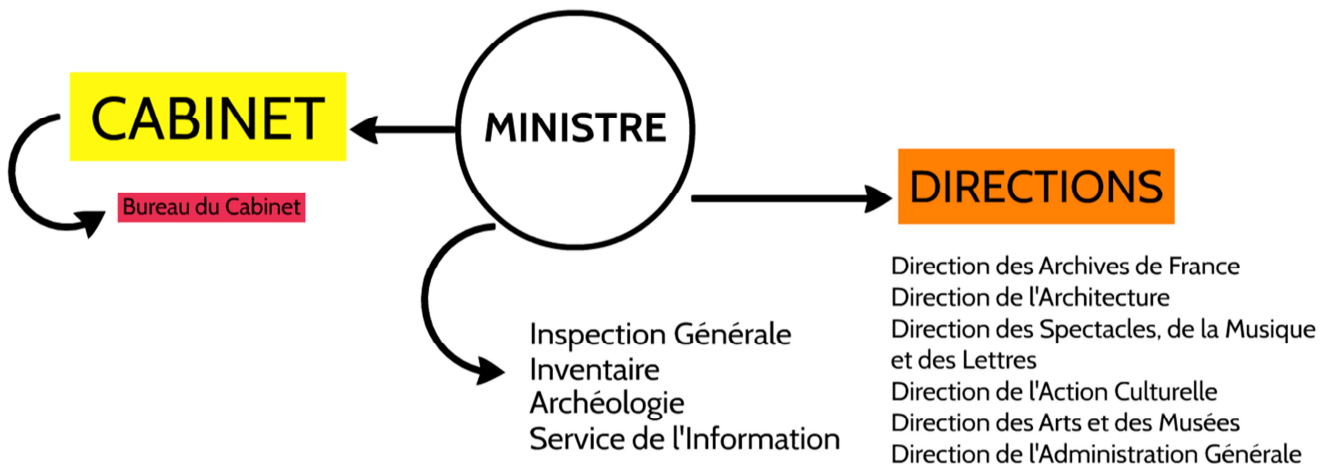 CABINET
Bureau du Cabinet
MINISTRE
Inspection Générale
Inventaire
Archéologie
Service de l'Information
DIRECTIONS
Direction des Archives de France
Direction de l'Architecture
Direction des Spectacles, de la Musique
et des Lettres
Direction de l'Action Culturelle
Direction des Arts et des Musées
Direction de l'Administration Générale